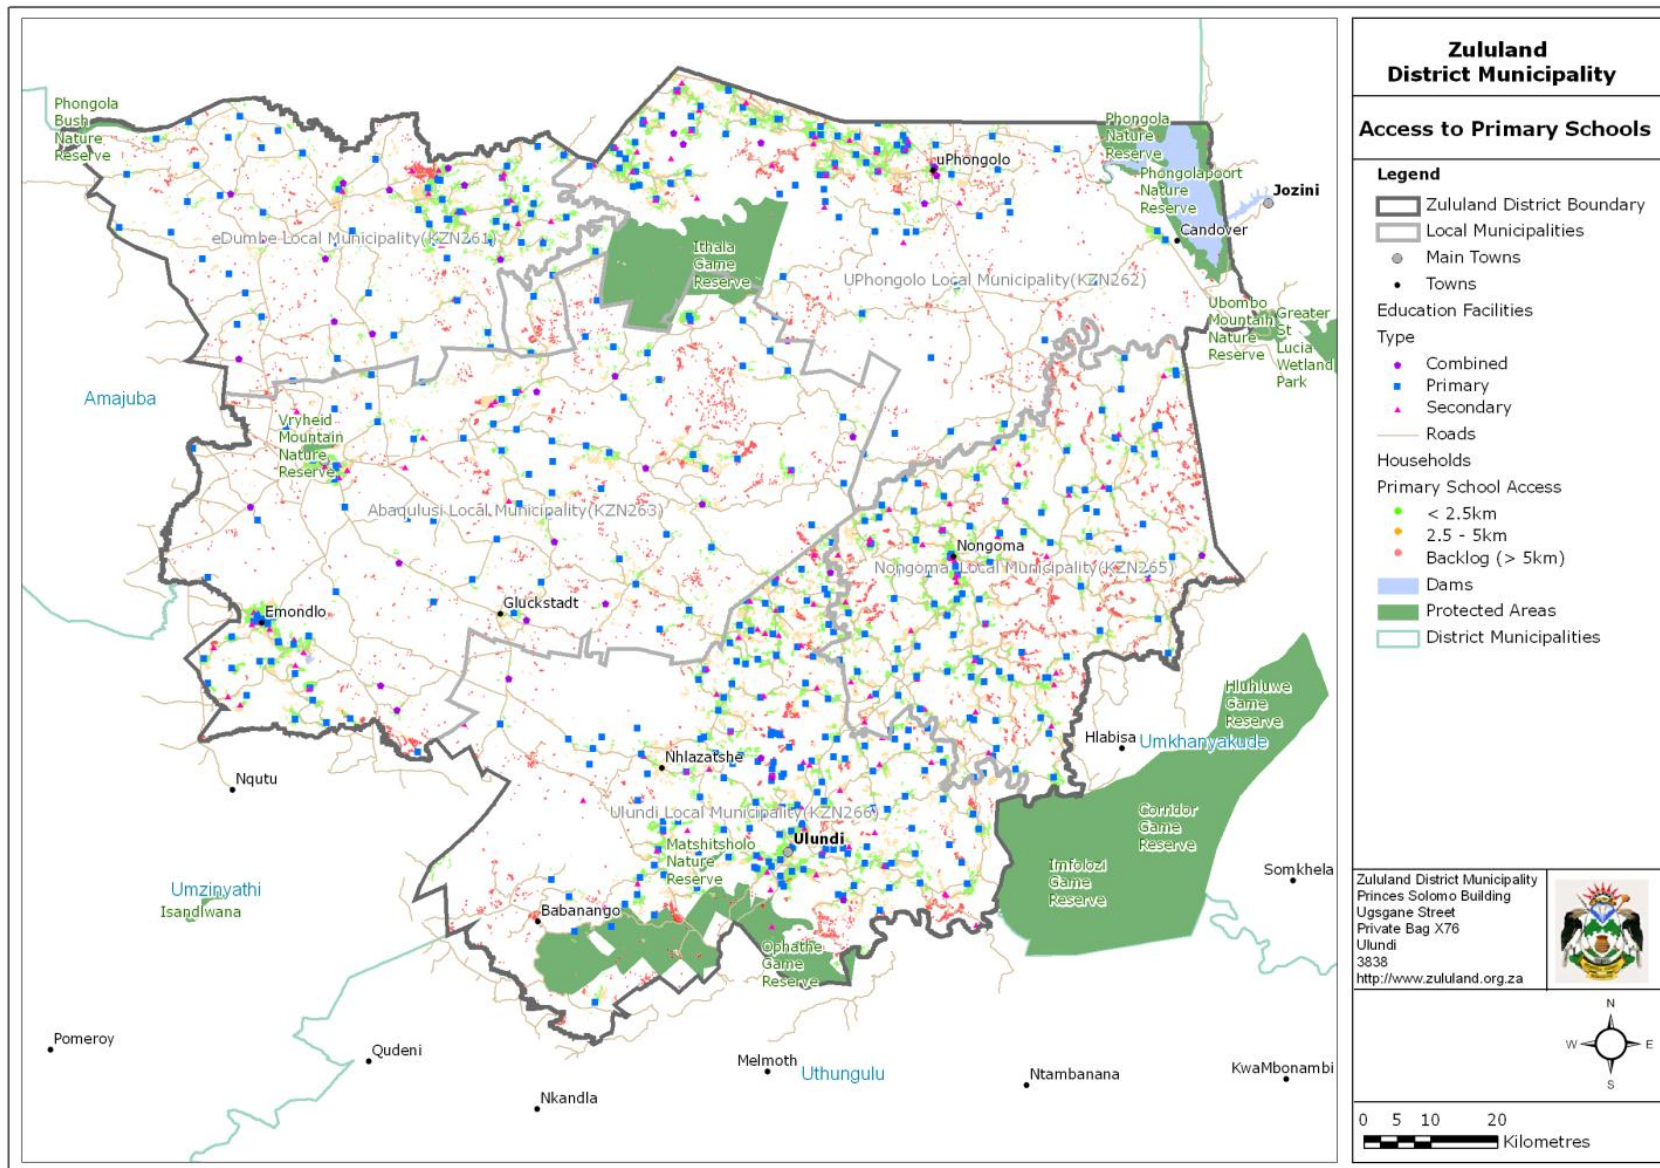 Zululand
District Municipality
Access to Primary Schools
Legend
Zululand District Boundary
Local Municipalities
Main Towns
Towns
Education Facilities
Type
Combined
Primary
Secondary
Roads
Households
Primary School Access
< 2.5km
2.5 - 5km
Backlog (> 5km)
Dams
Protected Areas
District Municipalities
Zululand District Municipality
Princes Solomo Building
Ugsgane Street
Private Bag X76
Ulundi
3838
http://www.zululand.org.za
N
W
E
S
0 5 10 20
Kilometres
Phongola
Bush
Nature
Reserve
Phongola
Nature
Reserve
uPhongolo
Phongolapoort
Nature
Reserve
Jozini
Candover
eDumbe Local Municipality(KZN261)
Ithala
Game
Reserve
UPhongolo Local Municipality(KZN262)
Ubombo
Mountain
Nature
Reserve
Greater
St
Lucia
Wetland
Park
Amajuba
Vryheid
Mountain
Nature
Reserve
Abaqulusi Local Municipality(KZN263)
Nongoma
Nongoma Local Municipality(KZN265)
Emondlo
Gluckstadt
Hluhluwe
Game
Reserve
Hlabisa
Umkhanyakude
Nhlazatshe
Nqutu
Ulundi Local Municipality(KZN266)
Corridor
Game
Reserve
Ulundi
Matshitsholo
Nature
Reserve
Imfolozi
Game
Reserve
Somkhela
Umzinyathi
Isandlwana
Babanango
Ophathe
Game
Reserve
Pomeroy
Qudeni
Melmoth
Uthungulu
Ntambanana
KwaMbonambi
Nkandla